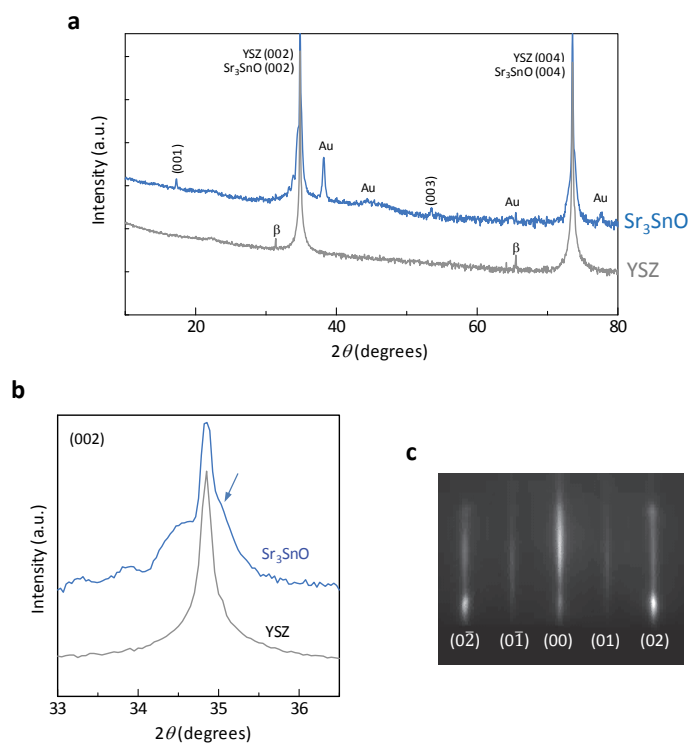 a
YSZ (002)
Sr₃SnO (002)
YSZ (004)
Sr₃SnO (004)
(001)
Au
Au
(003)
Au
Au
β
β
Sr₃SnO
YSZ
Intensity (a.u.)
20
40
60
80
2θ (degrees)
b
(002)
Sr₃SnO
YSZ
Intensity (a.u.)
33
34
35
36
2θ (degrees)
c
(02̅)
(01̅)
(00)
(01)
(02)